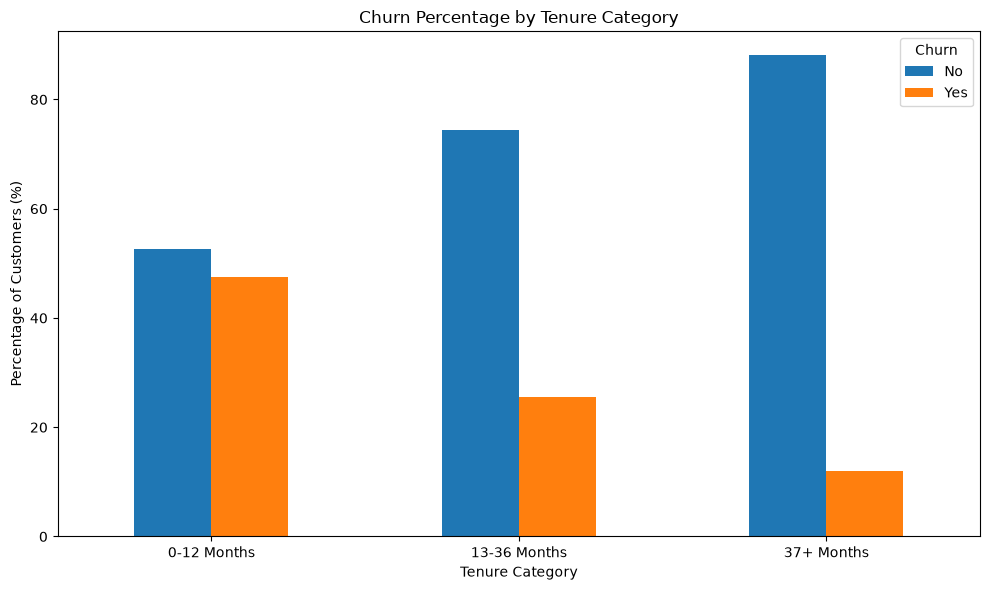 Churn Percentage by Tenure Category
Churn
No
Yes
Percentage of Customers (%)
80
60
40
20
0
0-12 Months
13-36 Months
37+ Months
Tenure Category